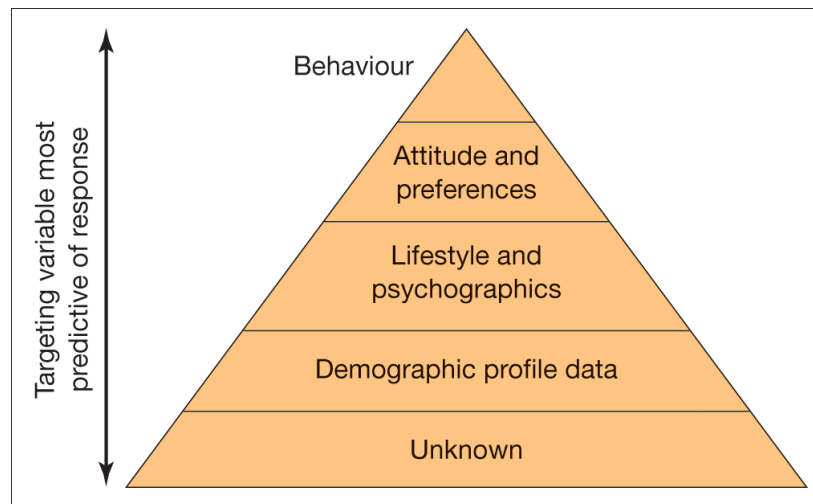 Targeting variable most
predictive of response
Behaviour
Attitude and
preferences
Lifestyle and
psychographics
Demographic profile data
Unknown